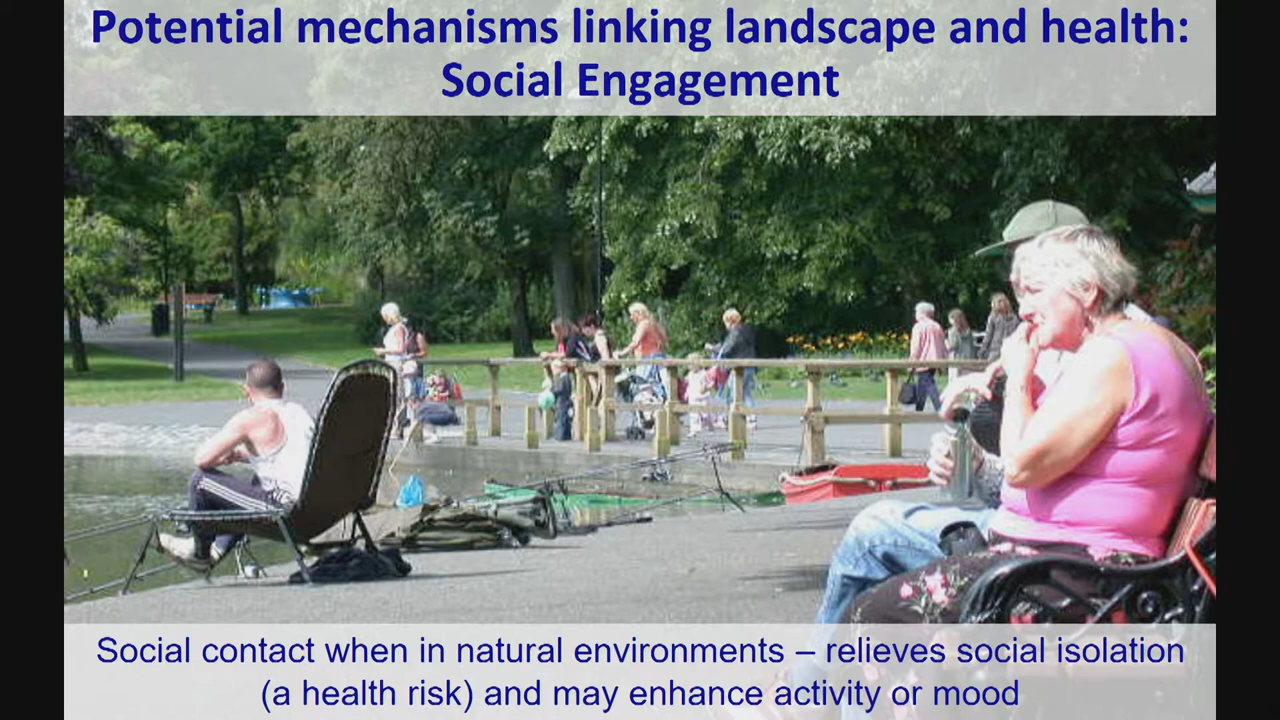 Potential mechanisms linking landscape and health:
Social Engagement
Social contact when in natural environments – relieves social isolation
(a health risk) and may enhance activity or mood